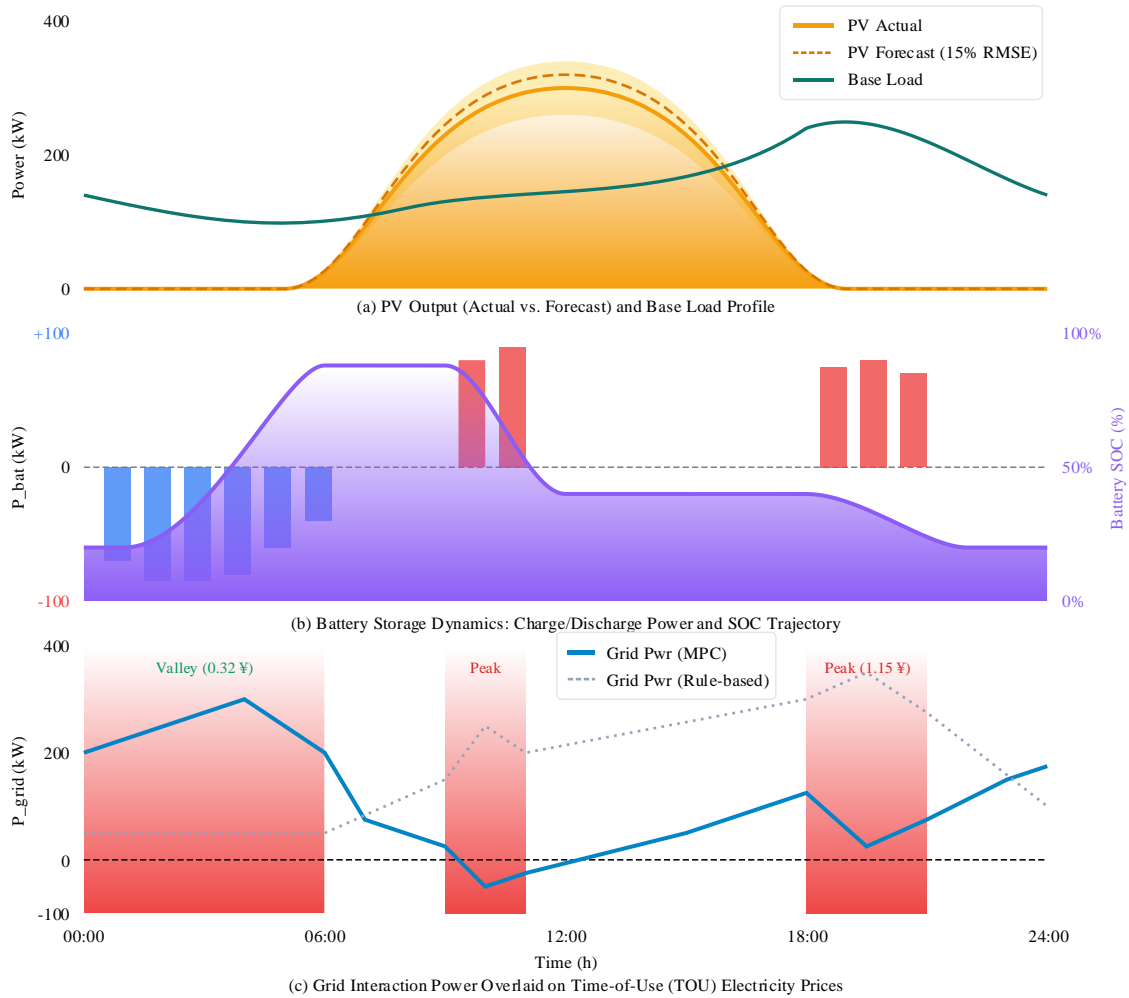 400
PV Actual
PV Forecast (15% RMSE)
Base Load
Power (kW)
200
0
(a) PV Output (Actual vs. Forecast) and Base Load Profile
+100
100%
P_bat (kW)
0
50%
Battery SOC (%)
-100
0%
(b) Battery Storage Dynamics: Charge/Discharge Power and SOC Trajectory
400
Grid Pwr (MPC)
Grid Pwr (Rule-based)
Valley (0.32 ¥)
Peak
Peak (1.15 ¥)
P_grid (kW)
200
0
-100
00:00
06:00
12:00
18:00
24:00
Time (h)
(c) Grid Interaction Power Overlaid on Time-of-Use (TOU) Electricity Prices